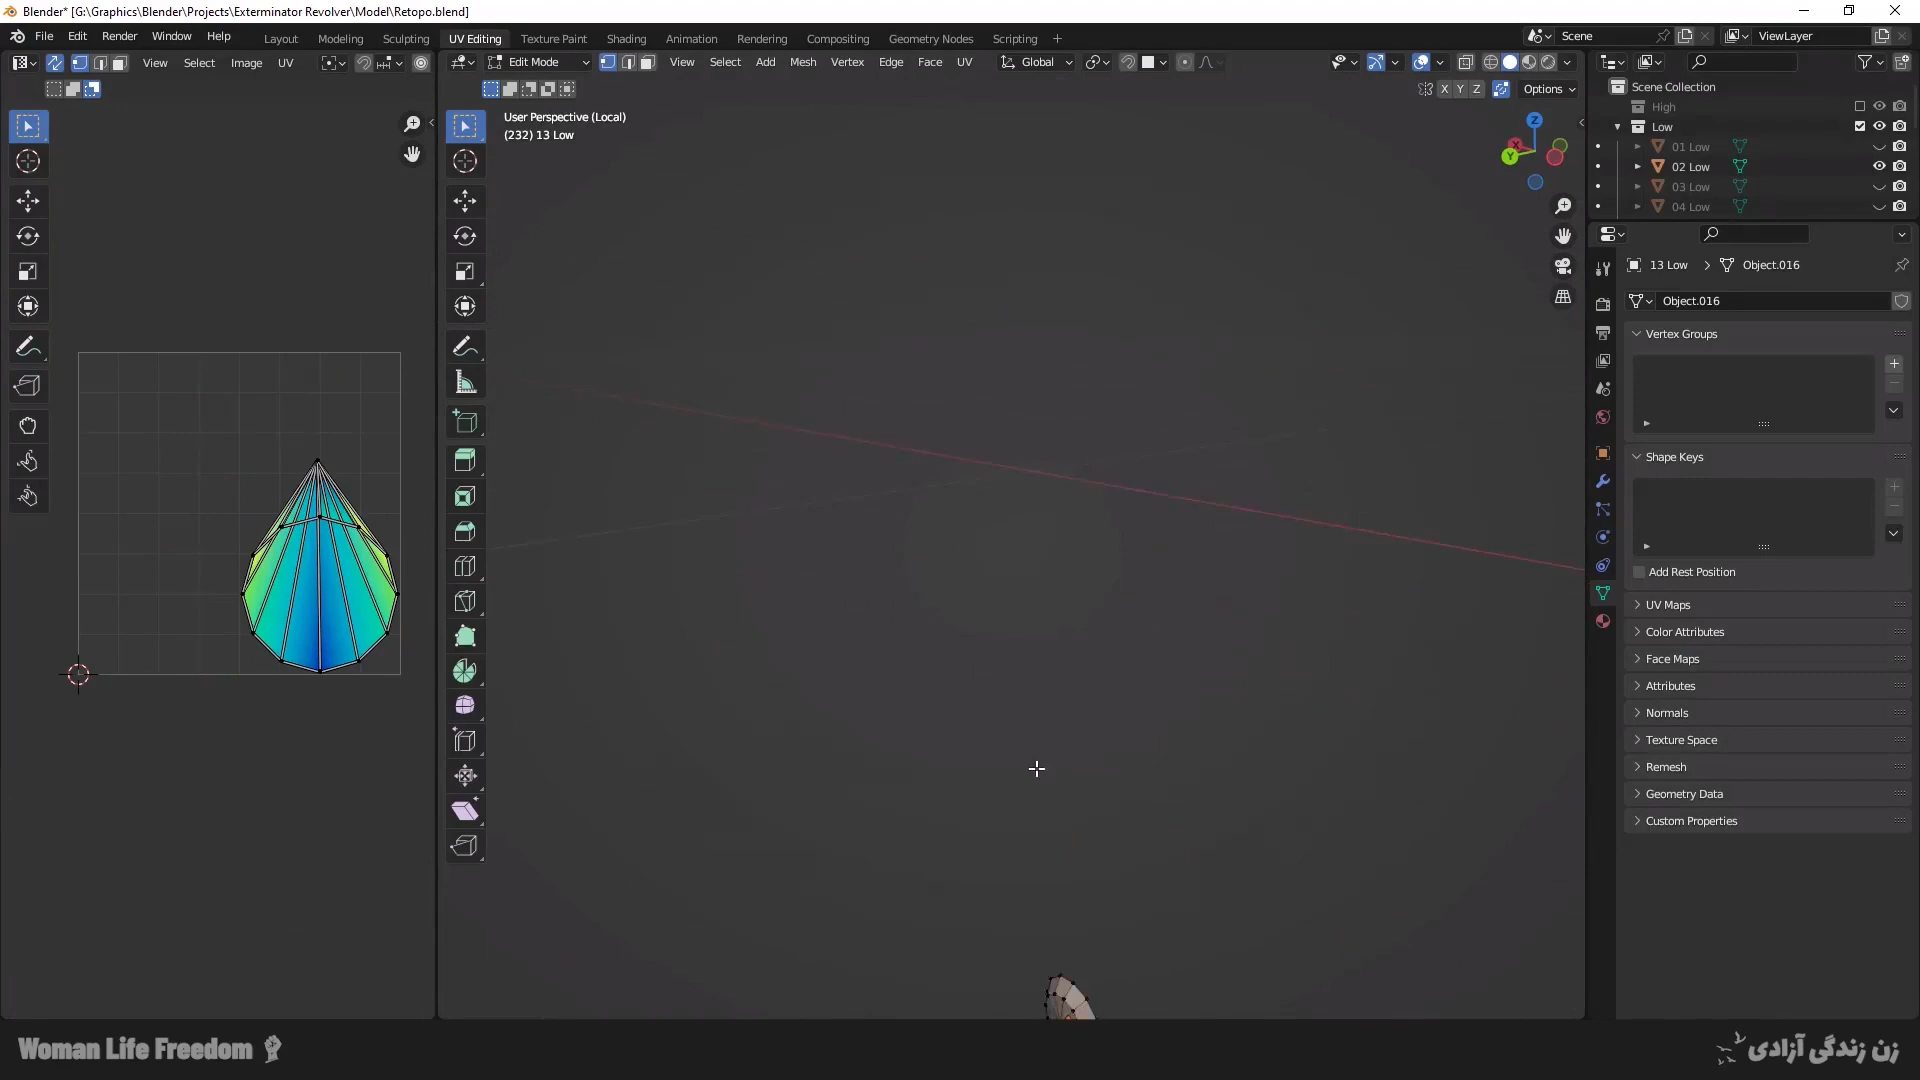 Blender* [G:\Graphics\Blender\Projects\Exterminator Revolver\Model\Retopo.blend]
File Edit Render Window Help Layout Modeling Sculpting UV Editing Texture Paint Shading Animation Rendering Compositing Geometry Nodes Scripting Scene ViewLayer
View Select Image UV Edit Mode View Select Add Mesh Vertex Edge Face UV Global
X Y Z Options
User Perspective (Local)
(232) 13 Low
Z
X
Y
Scene Collection
High
Low
01 Low
02 Low
03 Low
04 Low
13 Low Object.016
Object.016
Vertex Groups
Shape Keys
Add Rest Position
UV Maps
Color Attributes
Face Maps
Attributes
Normals
Texture Space
Remesh
Geometry Data
Custom Properties
Woman Life Freedom
زن زندگی آزادی